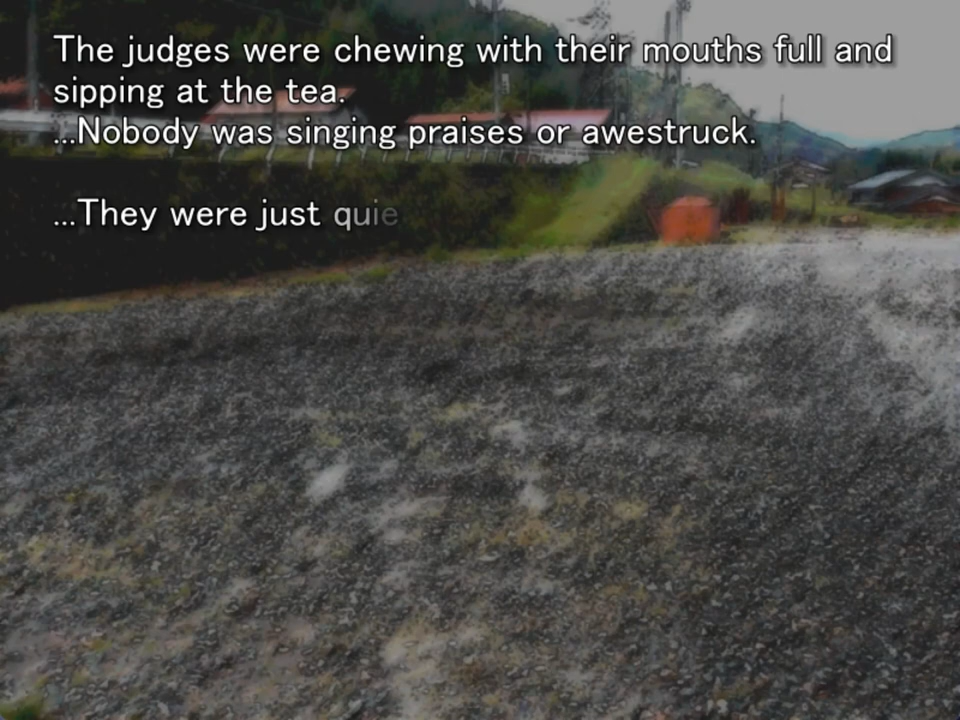 The judges were chewing with their mouths full and
sipping at the tea.
...Nobody was singing praises or awestruck.
...They were just quie